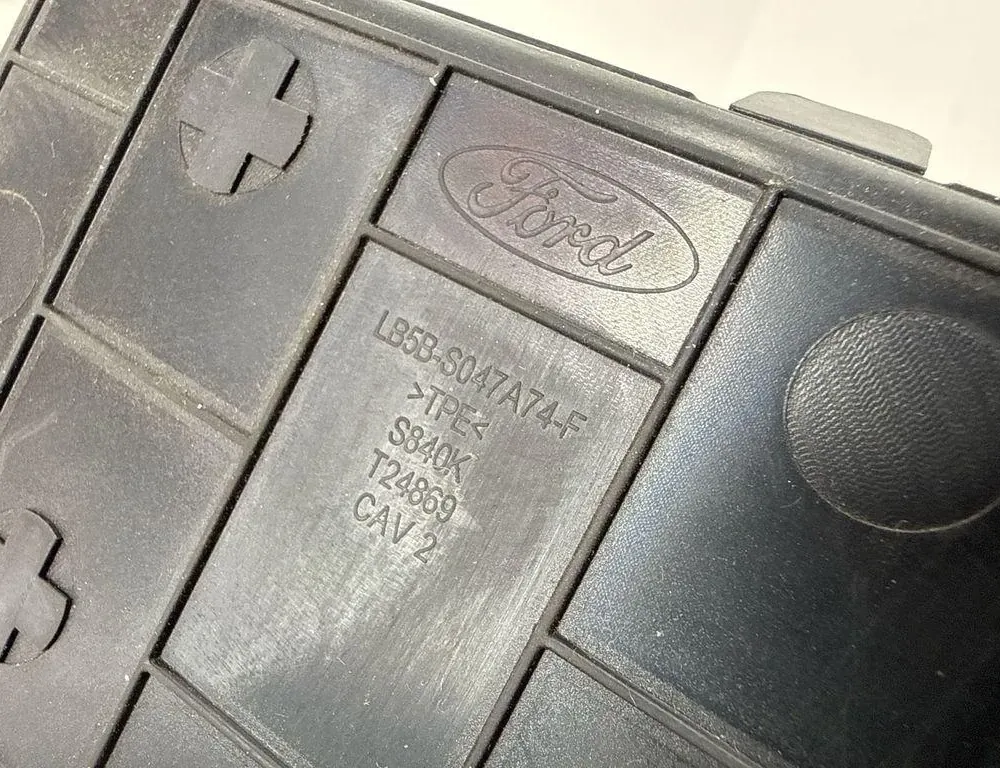 Ford
LB5B-S047A74-F
>TPE<
S840K
T24869
CAV 2